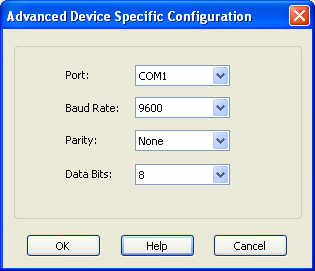 Advanced Device Specific Configuration
Port: COM1
Baud Rate: 9600
Parity: None
Data Bits: 8
OK Help Cancel